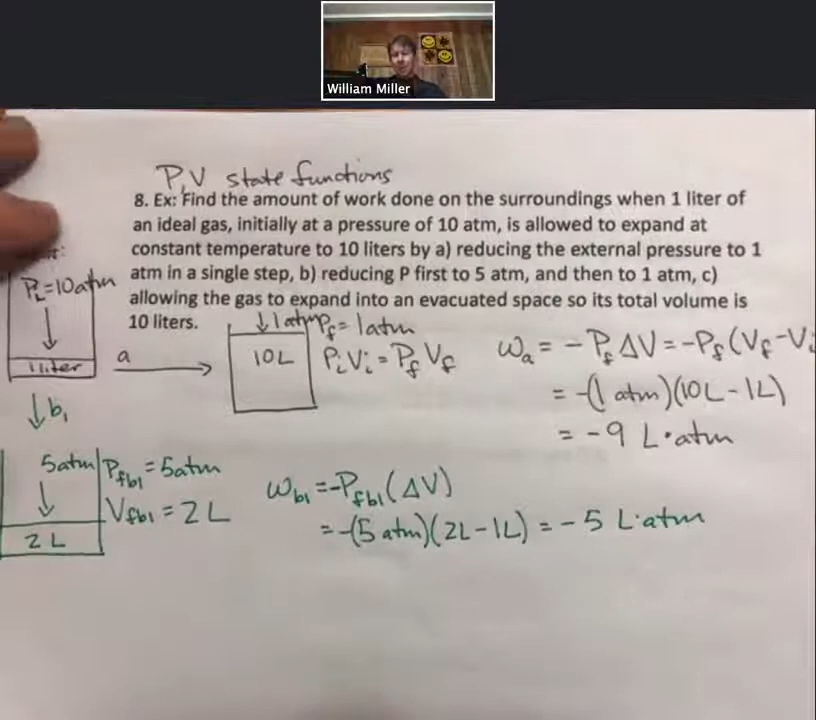 William Miller
P,V state functions
8. Ex: Find the amount of work done on the surroundings when 1 liter of
an ideal gas, initially at a pressure of 10 atm, is allowed to expand at
constant temperature to 10 liters by a) reducing the external pressure to 1
atm in a single step, b) reducing P first to 5 atm, and then to 1 atm, c)
allowing the gas to expand into an evacuated space so its total volume is
10 liters.
Pi=10atm
1 liter
a
↓1atm Pf=1atm
10L
PiVi=PfVf
wa = -PfΔV = -Pf(Vf-Vi
= -(1 atm)(10L-1L)
= -9 L·atm
↓b1
5atm
2L
Pfb1=5atm
Vfb1=2L
wb1=-Pfb1(ΔV)
=-(5 atm)(2L-1L) = -5 L·atm